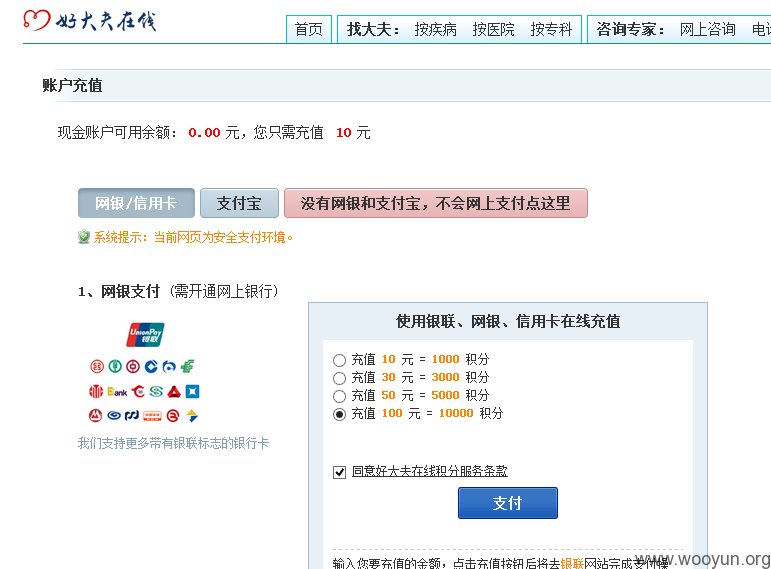 好大夫在线
首页 找大夫： 按疾病 按医院 按专科 咨询专家： 网上咨询 电话
账户充值
现金账户可用余额： 0.00 元，您只需充值 10 元
网银/信用卡 支付宝 没有网银和支付宝，不会网上支付点这里
系统提示：当前网页为安全支付环境。
1、网银支付（需开通网上银行）
UnionPay
银联
Bank
我们支持更多带有银联标志的银行卡
使用银联、网银、信用卡在线充值
充值 10 元 = 1000 积分
充值 30 元 = 3000 积分
充值 50 元 = 5000 积分
充值 100 元 = 10000 积分
同意好大夫在线积分服务条款
支付
输入您要充值的金额，点击充值按钮后将去银联网站完成支付操
www.wooyun.org